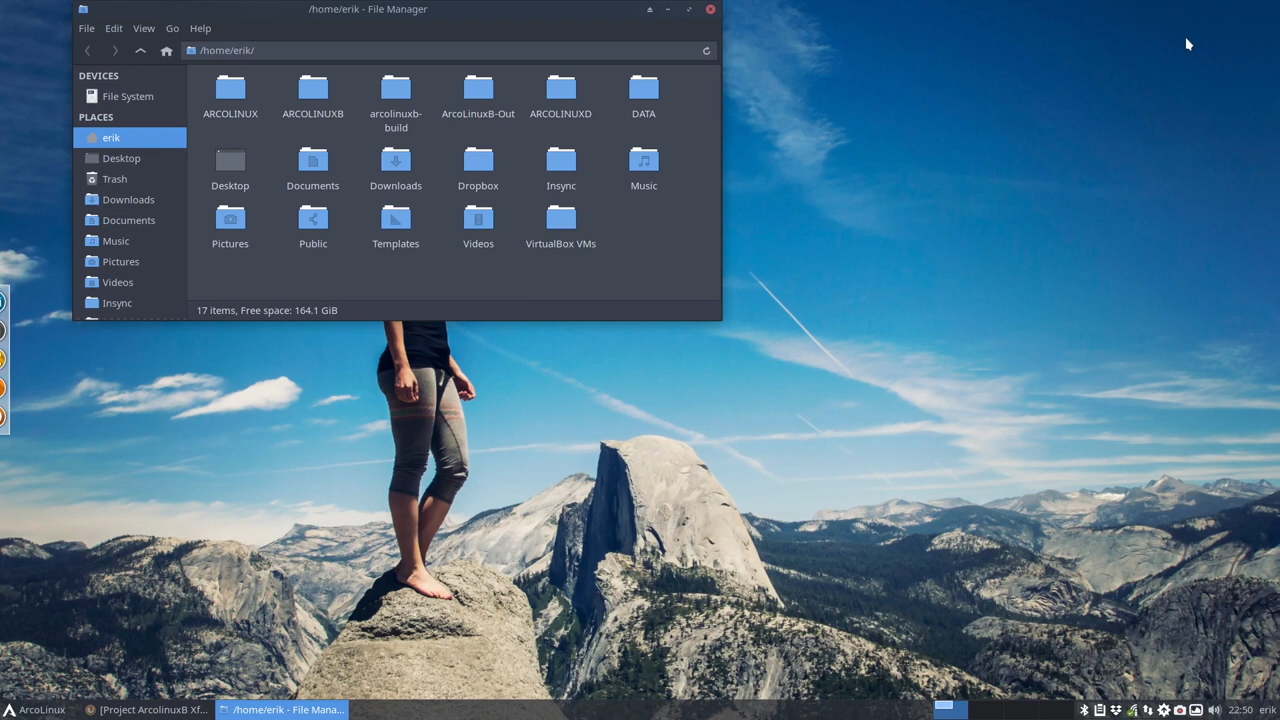 /home/erik - File Manager
File Edit View Go Help
/home/erik/
DEVICES
File System
PLACES
erik
Desktop
Trash
Downloads
Documents
Music
Pictures
Videos
Insync
ARCOLINUX ARCOLINUXB arcolinuxb-build ArcoLinuxB-Out ARCOLINUXD DATA
Desktop Documents Downloads Dropbox Insync Music
Pictures Public Templates Videos VirtualBox VMs
17 items, Free space: 164.1 GiB
ArcoLinux [Project ArcolinuxB Xf... /home/erik - File Mana... 22:50 erik